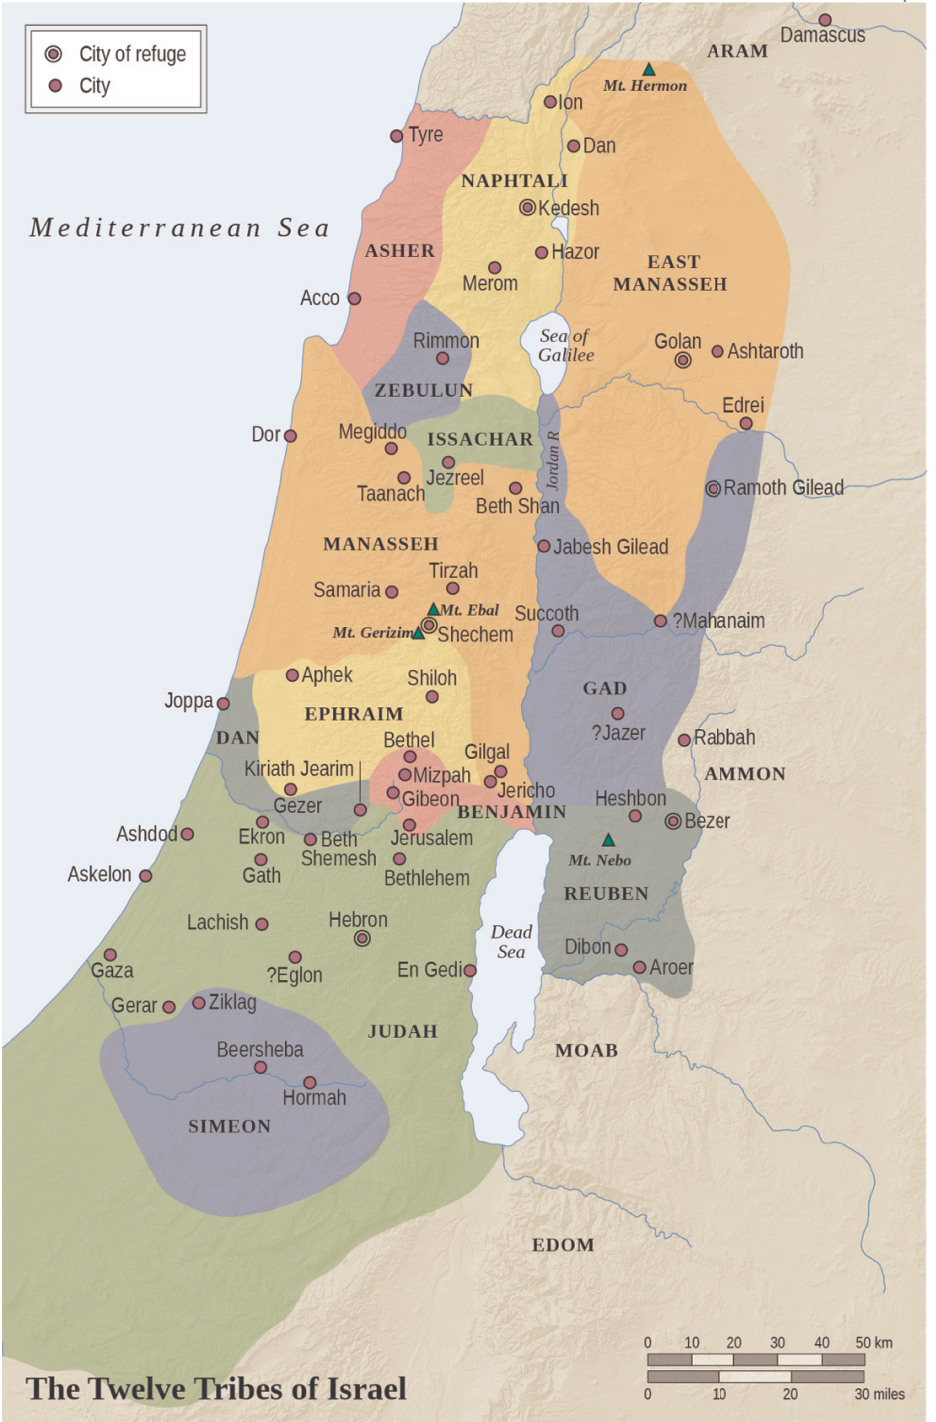 City of refuge
City
Damascus
ARAM
Mt. Hermon
Ion
Tyre
Dan
NAPHTALI
Kedesh
Mediterranean Sea
ASHER
Hazor
EAST
MANASSEH
Merom
Acco
Rimmon
Sea of
Galilee
Golan
Ashtaroth
ZEBULUN
Edrei
Dor
Megiddo
ISSACHAR
Jordan R
Jezreel
Taanach
Beth Shan
Ramoth Gilead
MANASSEH
Jabesh Gilead
Tirzah
Samaria
Mt. Ebal
Mt. Gerizim
Shechem
Succoth
?Mahanaim
Aphek
Shiloh
Joppa
EPHRAIM
GAD
?Jazer
DAN
Bethel
Rabbah
Kiriath Jearim
Mizpah
Gilgal
AMMON
Gezer
Gibeon
Jericho
BENJAMIN
Heshbon
Bezer
Ashdod
Ekron
Beth
Shemesh
Jerusalem
Mt. Nebo
Askelon
Gath
Bethlehem
REUBEN
Lachish
Hebron
Dead
Sea
Dibon
Gaza
?Eglon
En Gedi
Aroer
Gerar
Ziklag
JUDAH
MOAB
Beersheba
Hormah
SIMEON
EDOM
0 10 20 30 40 50 km
0 10 20 30 miles
The Twelve Tribes of Israel